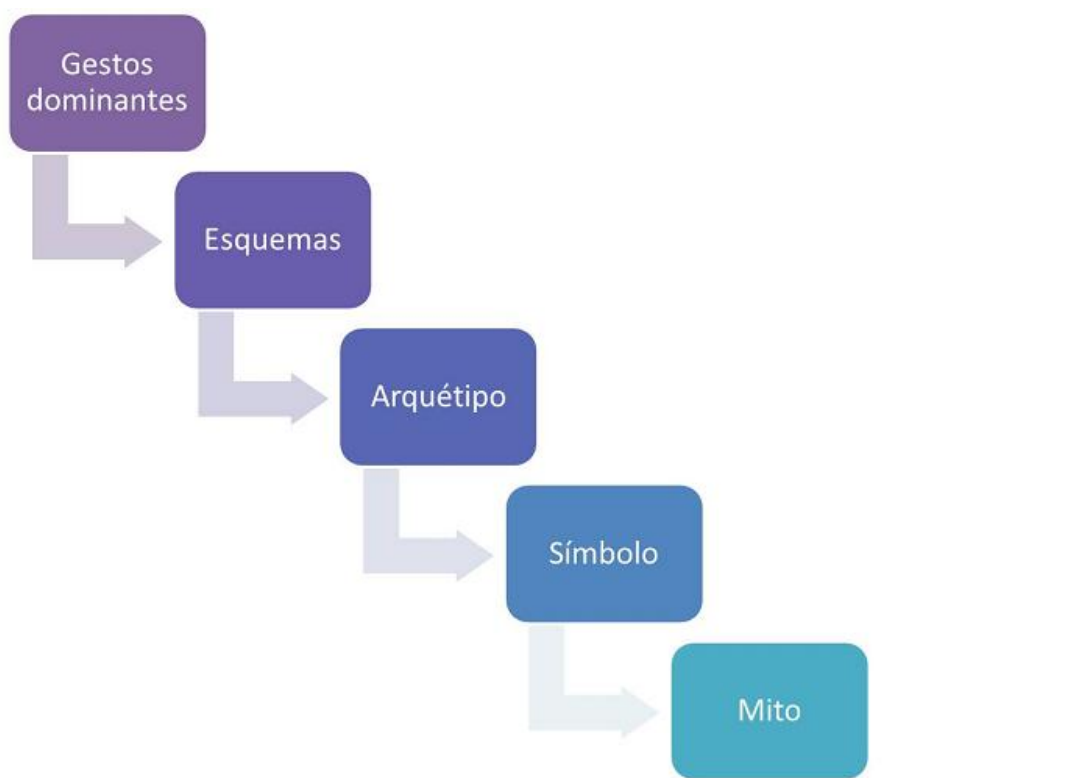 Gestos
dominantes
Esquemas
Arquétipo
Símbolo
Mito